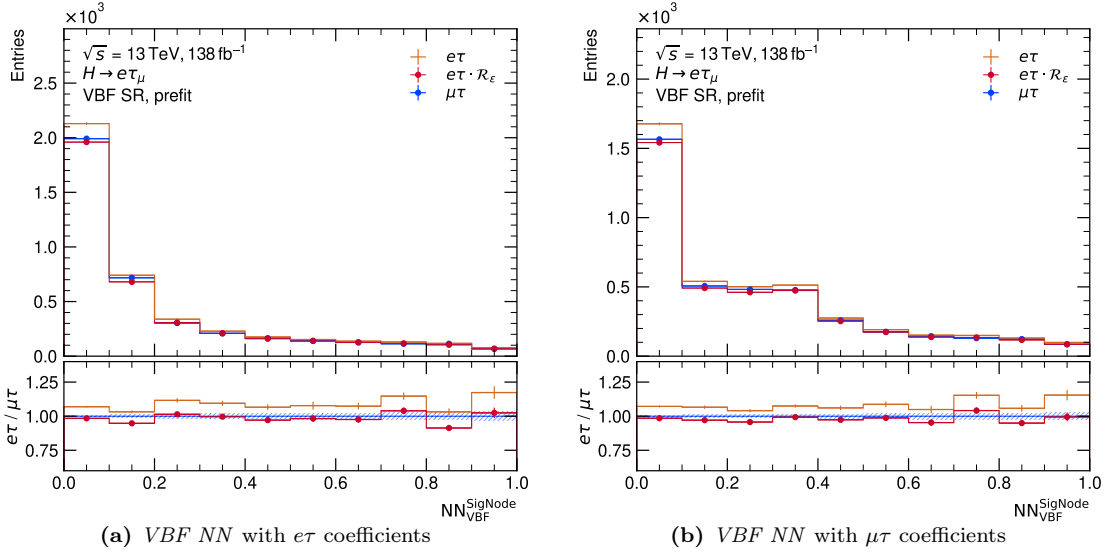 ×10³
Entries
√s = 13 TeV, 138 fb⁻¹
H → eτ_μ
VBF SR, prefit
eτ
eτ · R_ε
μτ
2.5
2.0
1.5
1.0
0.5
0.0
eτ / μτ
1.25
1.00
0.75
0.0 0.2 0.4 0.6 0.8 1.0
NN_VBF^SigNode
(a) VBF NN with eτ coefficients
×10³
Entries
√s = 13 TeV, 138 fb⁻¹
H → eτ_μ
VBF SR, prefit
eτ
eτ · R_ε
μτ
2.0
1.5
1.0
0.5
0.0
eτ / μτ
1.25
1.00
0.75
0.0 0.2 0.4 0.6 0.8 1.0
NN_VBF^SigNode
(b) VBF NN with μτ coefficients